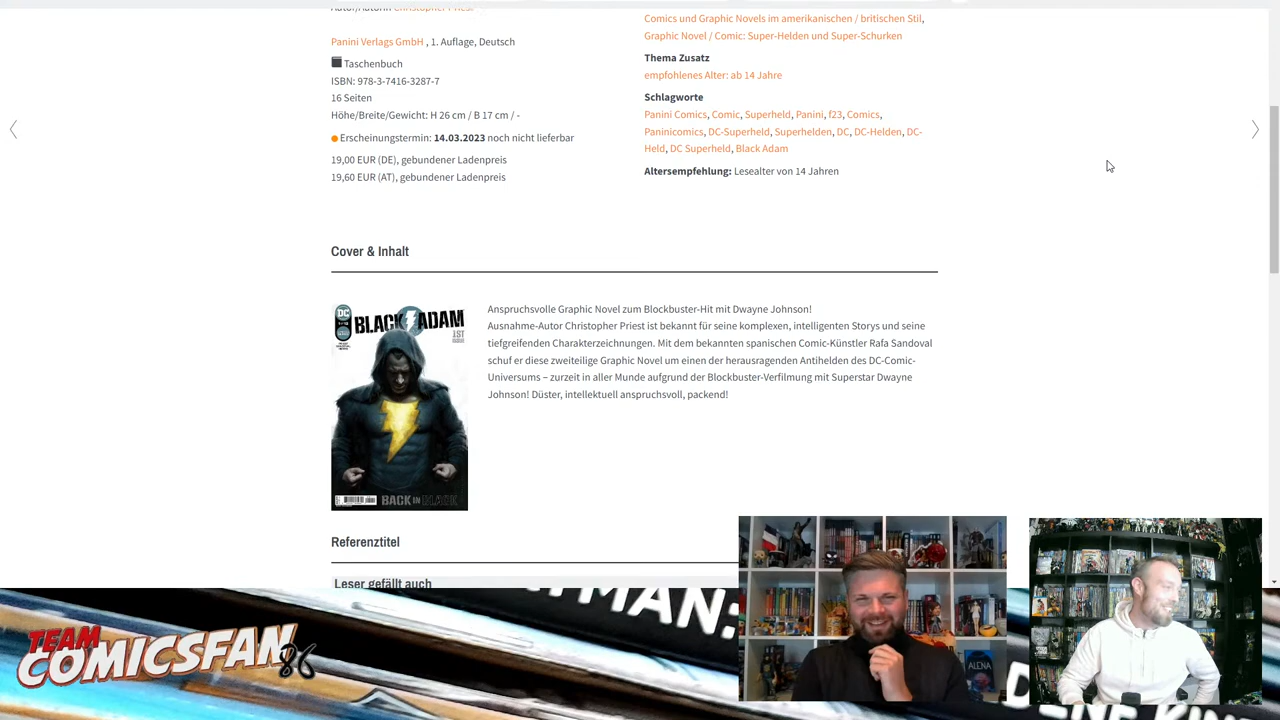 Autor/Autorin Christopher Priest
Panini Verlags GmbH , 1. Auflage, Deutsch
Taschenbuch
ISBN: 978-3-7416-3287-7
16 Seiten
Höhe/Breite/Gewicht: H 26 cm / B 17 cm / -
Erscheinungstermin: 14.03.2023 noch nicht lieferbar
19,00 EUR (DE), gebundener Ladenpreis
19,60 EUR (AT), gebundener Ladenpreis
Comics und Graphic Novels im amerikanischen / britischen Stil,
Graphic Novel / Comic: Super-Helden und Super-Schurken
Thema Zusatz
empfohlenes Alter: ab 14 Jahre
Schlagworte
Panini Comics, Comic, Superheld, Panini, f23, Comics,
Paninicomics, DC-Superheld, Superhelden, DC, DC-Helden, DC-
Held, DC Superheld, Black Adam
Altersempfehlung: Lesealter von 14 Jahren
Cover & Inhalt
DC
BLACK ADAM
1ST
BACK IN BLACK
Anspruchsvolle Graphic Novel zum Blockbuster-Hit mit Dwayne Johnson!
Ausnahme-Autor Christopher Priest ist bekannt für seine komplexen, intelligenten Storys und seine
tiefgreifenden Charakterzeichnungen. Mit dem bekannten spanischen Comic-Künstler Rafa Sandoval
schuf er diese zweiteilige Graphic Novel um einen der herausragenden Antihelden des DC-Comic-
Universums – zurzeit in aller Munde aufgrund der Blockbuster-Verfilmung mit Superstar Dwayne
Johnson! Düster, intellektuell anspruchsvoll, packend!
Referenztitel
Leser gefällt auch
TEAM
COMICSFAN86
ALENA